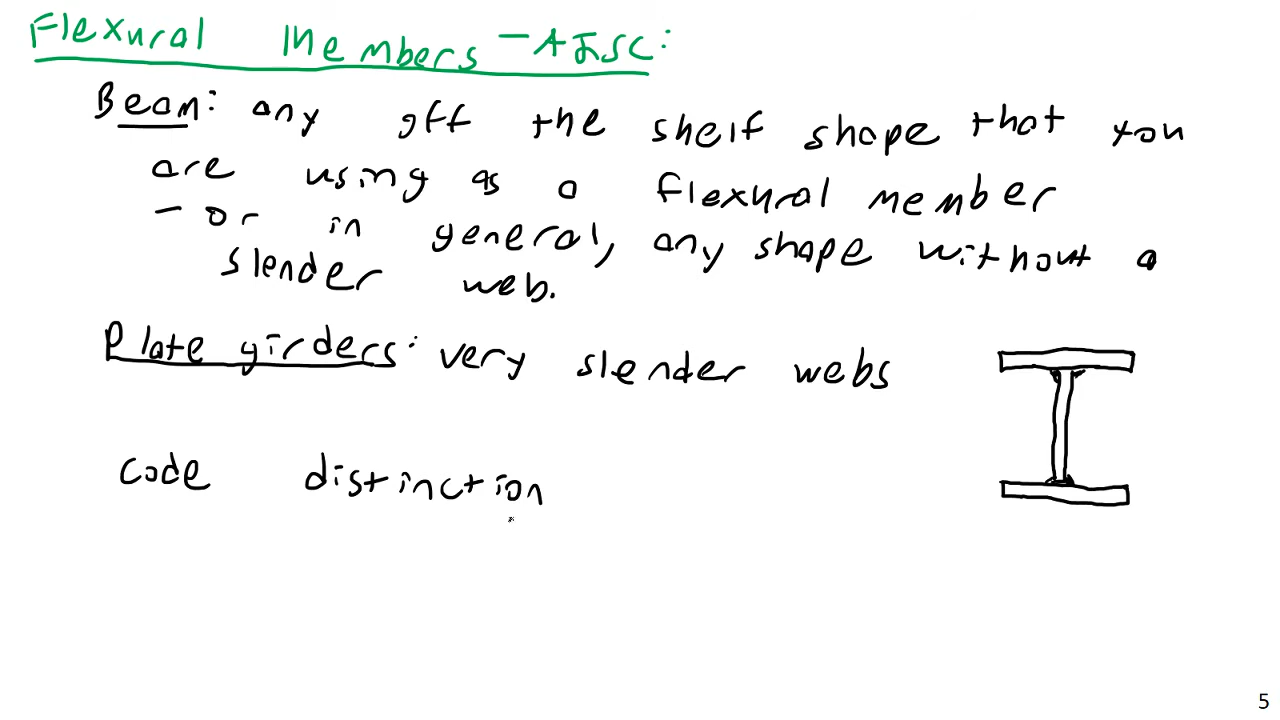 Flexural Members - AISC:
Beam: any off the shelf shape that you
are using as a flexural member
- or in general, any shape without a
slender web.
Plate girders: very slender webs
code distinction
5